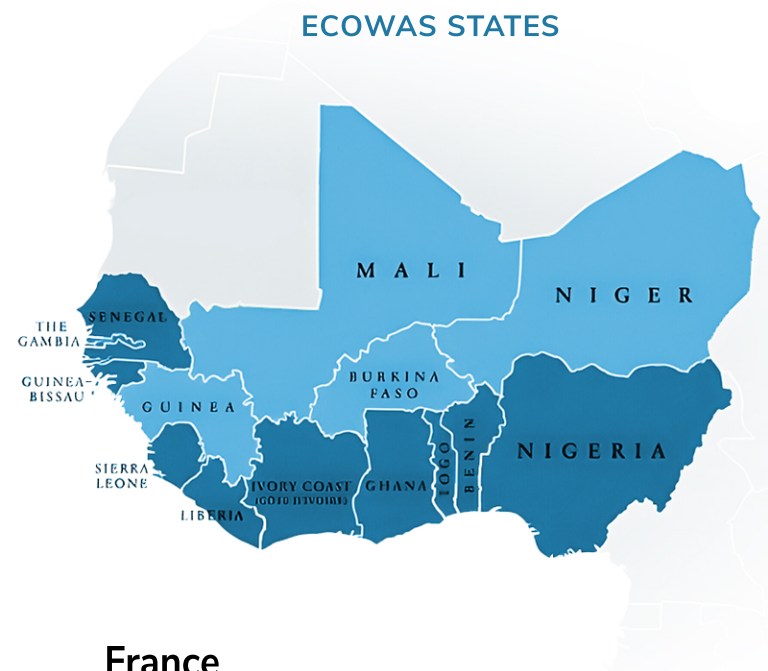 ECOWAS STATES
MALI
NIGER
SENEGAL
THE
GAMBIA
BURKINA
FASO
GUINEA-
BISSAU
GUINEA
NIGERIA
BENIN
TOGO
SIERRA
LEONE
IVORY COAST
GHANA
LIBERIA
France